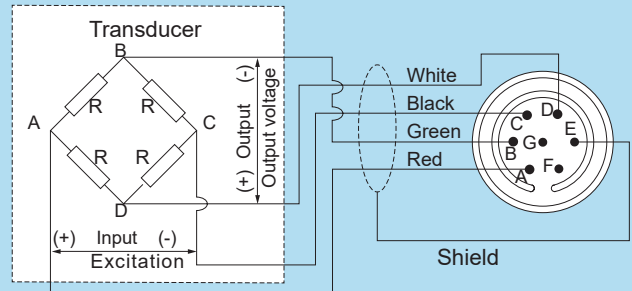 Transducer
B
A
R
R
C
R
R
D
(+) Output (-)
Output voltage
(+) Input (-)
Excitation
White
Black
Green
Red
Shield
C
D
E
B
G
A
F